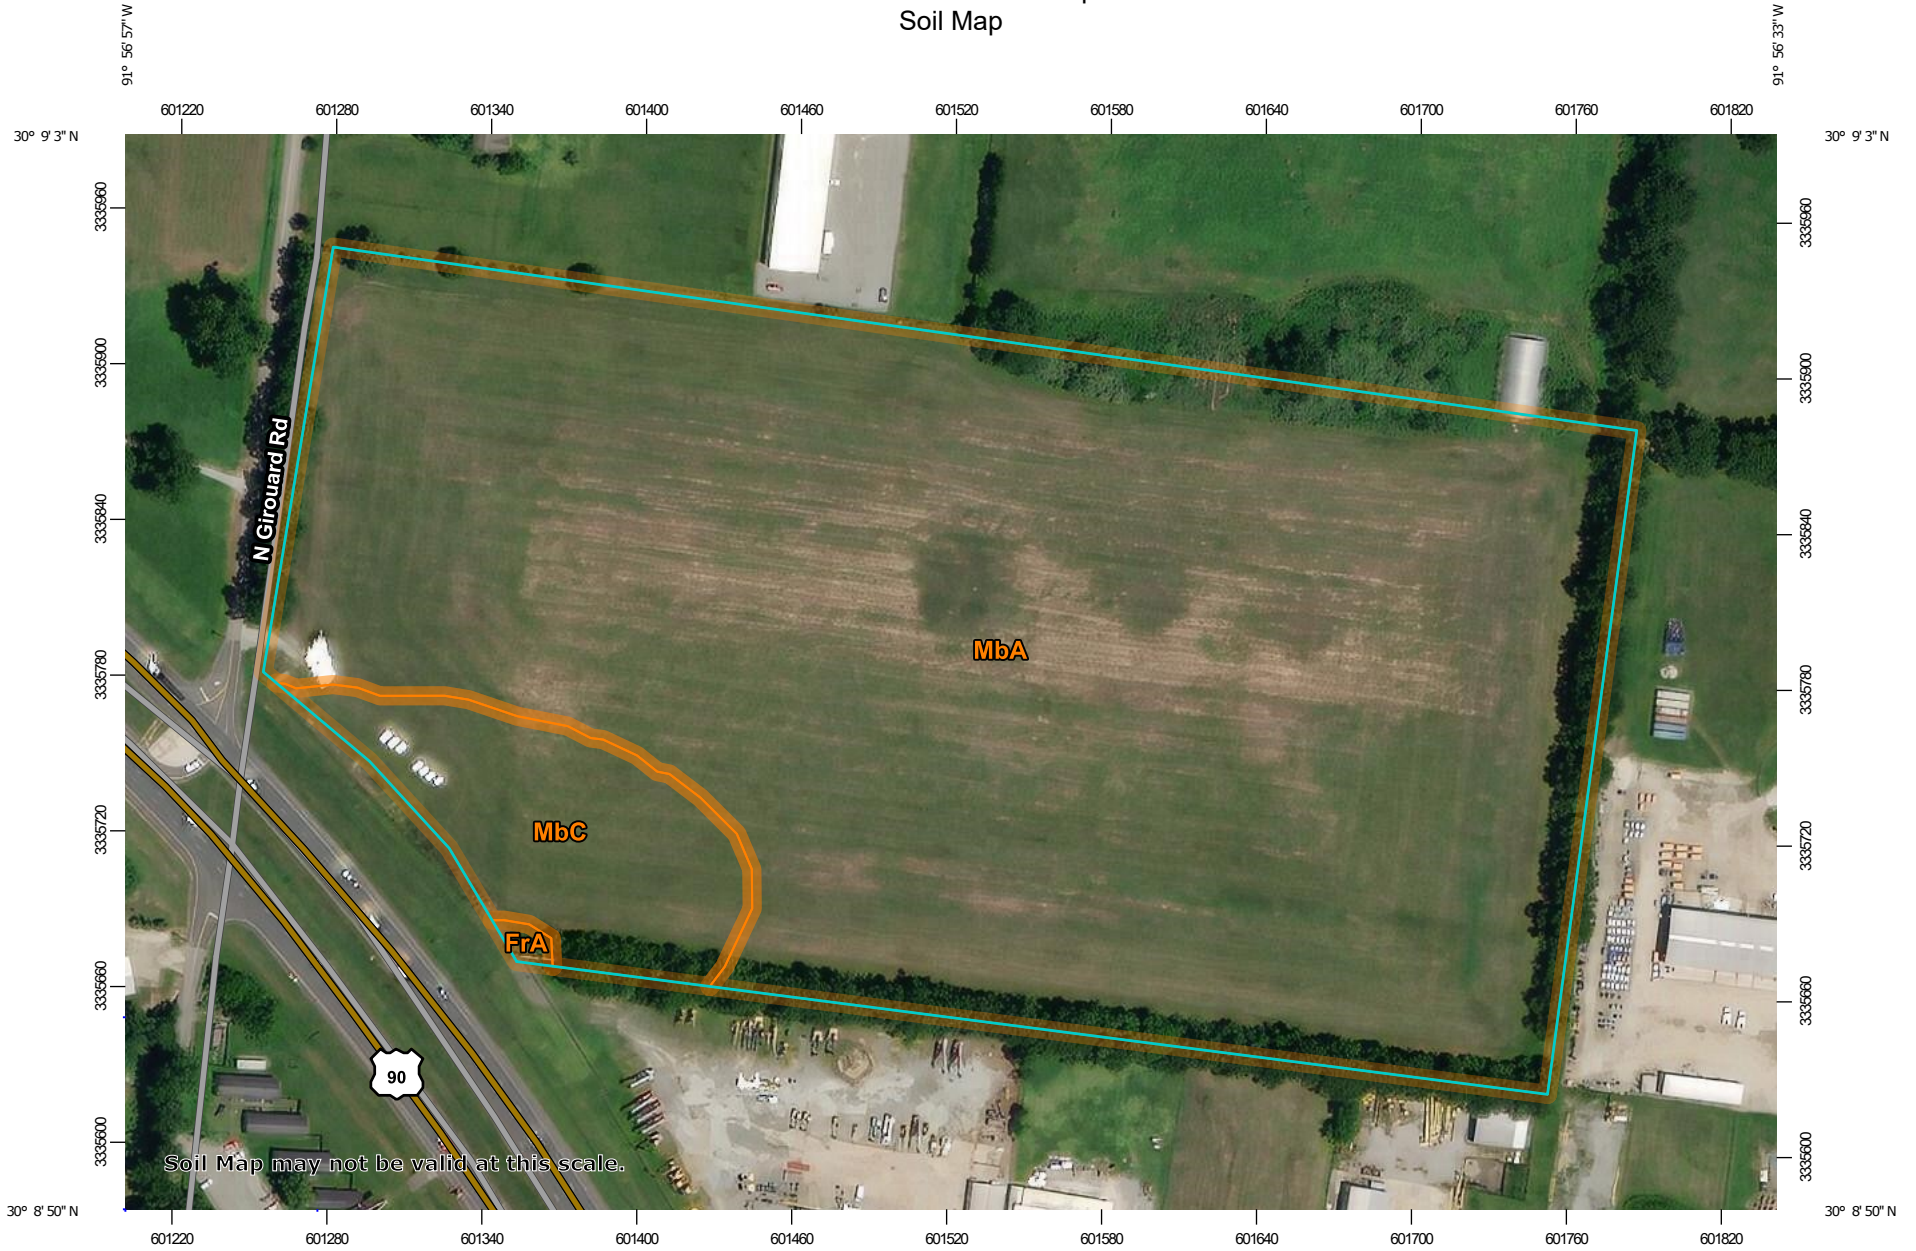 Soil Map
91° 56' 57" W
91° 56' 33" W
601220 601280 601340 601400 601460 601520 601580 601640 601700 601760 601820
30° 9' 3" N
30° 9' 3" N
3335960
3335960
3335900
3335900
N Girouard Rd
3335840
3335840
MbA
3335780
3335780
MbC
3335720
3335720
FrA
3335660
3335660
90
3335600
3335600
Soil Map may not be valid at this scale.
30° 8' 50" N
30° 8' 50" N
601220 601280 601340 601400 601460 601520 601580 601640 601700 601760 601820